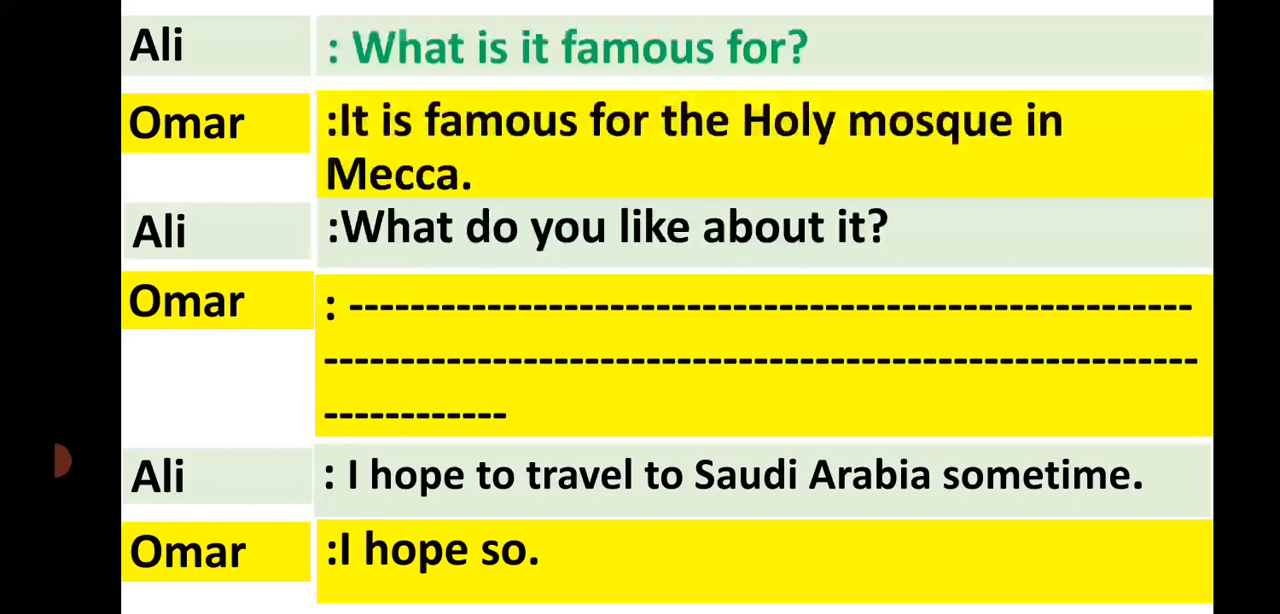 Ali : What is it famous for?
Omar :It is famous for the Holy mosque in
Mecca.
Ali :What do you like about it?
Omar : -------------------------------------------------------
---------------------------------------------------------
------------
Ali : I hope to travel to Saudi Arabia sometime.
Omar :I hope so.